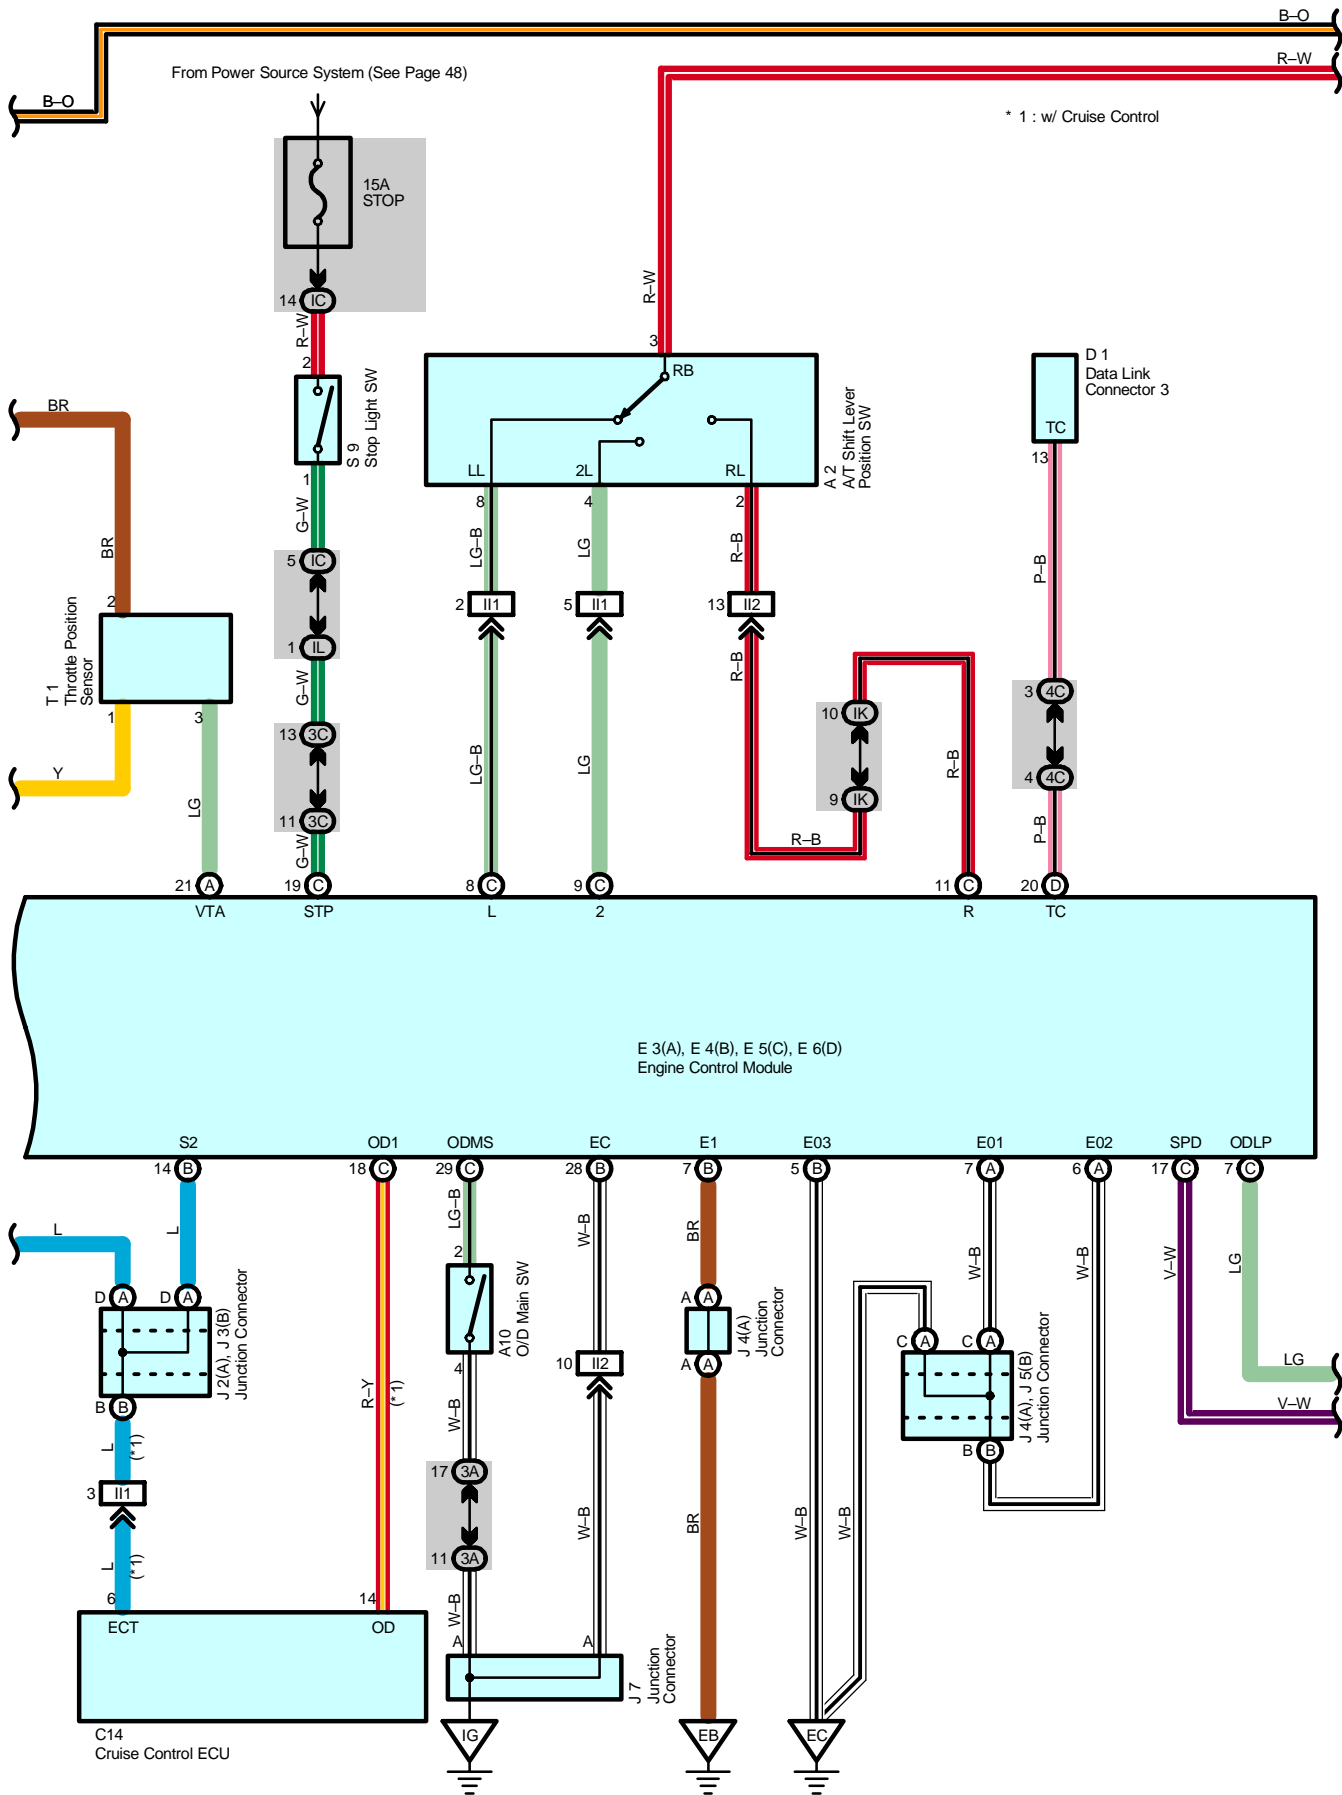 B–O
R–W
B–O
From Power Source System (See Page 48)
* 1 : w/ Cruise Control
15A
STOP
14 IC
R–W
2
S 9
Stop Light SW
1
G–W
5 IC
1 IL
G–W
13 3C
11 3C
G–W
19 C
STP
R–W
3
RB
LL
2L
RL
A 2
A/T Shift Lever
Position SW
8
4
2
LG–B
LG
R–B
2 II1
5 II1
13 II2
R–B
LG–B
LG
10 IK
9 IK
R–B
R–B
8 C
L
9 C
2
11 C
R
D 1
Data Link
Connector 3
TC
13
P–B
3 4C
4 4C
P–B
20 D
TC
BR
BR
2
T 1
Throttle Position
Sensor
1
3
Y
LG
21 A
VTA
E 3(A), E 4(B), E 5(C), E 6(D)
Engine Control Module
S2
OD1
ODMS
EC
E1
E03
E01
E02
SPD
ODLP
14 B
18 C
29 C
28 B
7 B
5 B
7 A
6 A
17 C
7 C
L
L
D A
D A
J 2(A), J 3(B)
Junction Connector
B B
L
(*1)
3 II1
L
(*1)
6
ECT
R–Y
(*1)
14
OD
C14
Cruise Control ECU
LG–B
2
A10
O/D Main SW
4
W–B
17 3A
11 3A
W–B
A
W–B
10 II2
W–B
A
J 7
Junction
Connector
IG
BR
A A
J 4(A)
Junction
Connector
A A
BR
EB
W–B
W–B
EC
W–B
W–B
C A
C A
J 4(A), J 5(B)
Junction Connector
B B
V–W
LG
LG
V–W